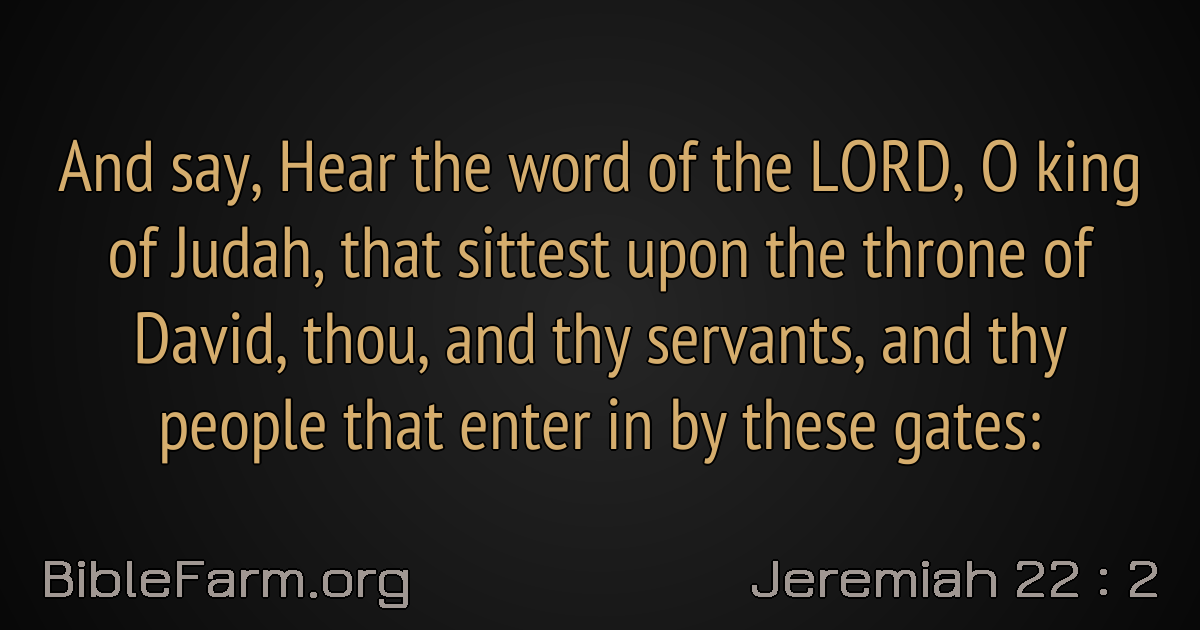 And say, Hear the word of the LORD, O king
of Judah, that sittest upon the throne of
David, thou, and thy servants, and thy
people that enter in by these gates:
BibleFarm.org
Jeremiah 22 : 2